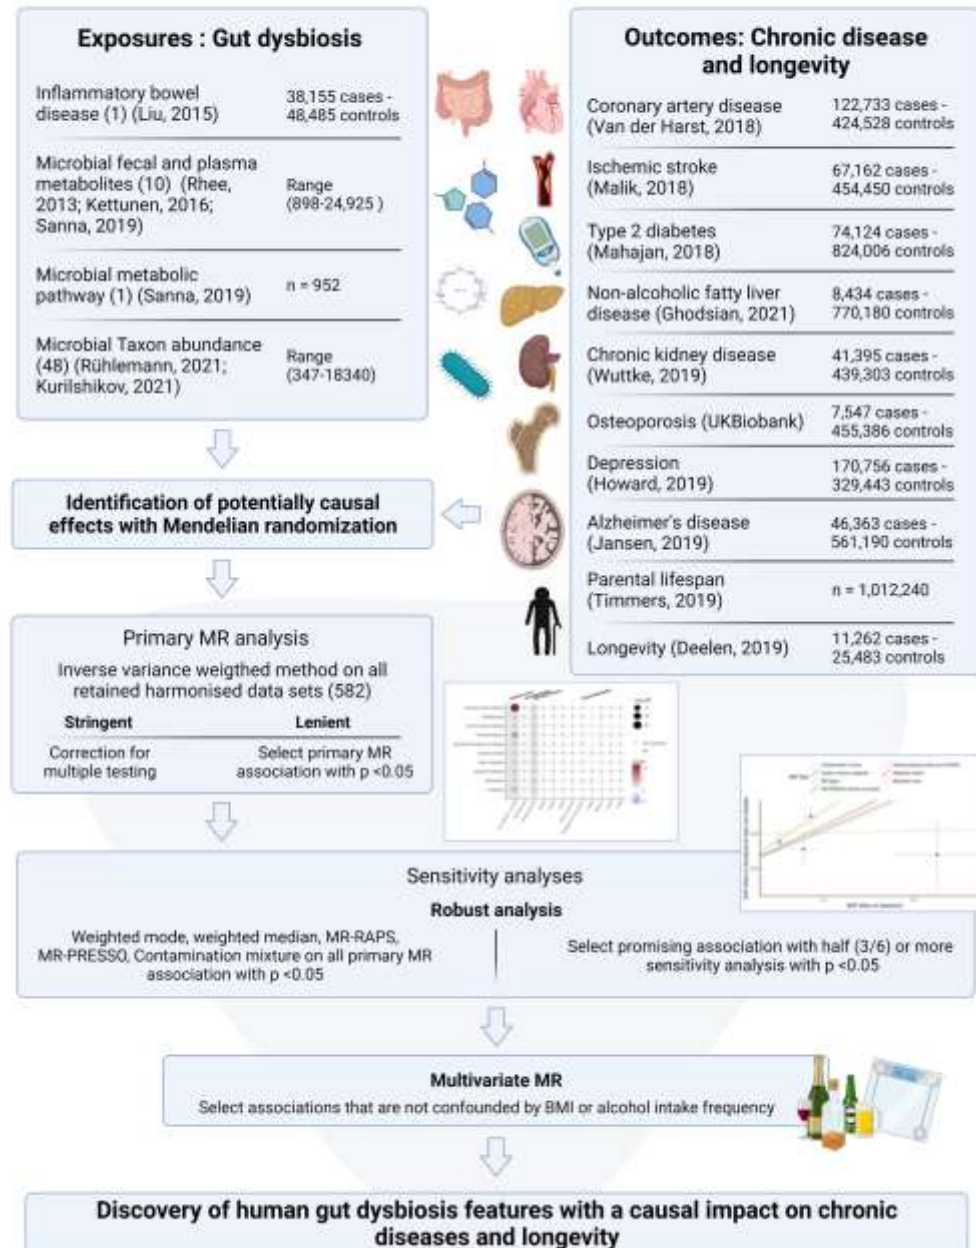 Exposures : Gut dysbiosis
Inflammatory bowel
disease (1) (Liu, 2015)
38,155 cases -
48,485 controls
Microbial fecal and plasma
metabolites (10) (Rhee,
2013; Kettunen, 2016;
Sanna, 2019)
Range
(898-24,925 )
Microbial metabolic
pathway (1) (Sanna, 2019)
n = 952
Microbial Taxon abundance
(48) (Rühlemann, 2021;
Kurilshikov, 2021)
Range
(347-18340)
Outcomes: Chronic disease
and longevity
Coronary artery disease
(Van der Harst, 2018)
122,733 cases -
424,528 controls
Ischemic stroke
(Malik, 2018)
67,162 cases -
454,450 controls
Type 2 diabetes
(Mahajan, 2018)
74,124 cases -
824,006 controls
Non-alcoholic fatty liver
disease (Ghodsian, 2021)
8,434 cases -
770,180 controls
Chronic kidney disease
(Wuttke, 2019)
41,395 cases -
439,303 controls
Osteoporosis (UKBiobank)
7,547 cases -
455,386 controls
Depression
(Howard, 2019)
170,756 cases -
329,443 controls
Alzheimer's disease
(Jansen, 2019)
46,363 cases -
561,190 controls
Parental lifespan
(Timmers, 2019)
n = 1,012,240
Longevity (Deelen, 2019)
11,262 cases -
25,483 controls
Identification of potentially causal
effects with Mendelian randomization
Primary MR analysis
Inverse variance weigthed method on all
retained harmonised data sets (582)
Stringent
Lenient
Correction for
multiple testing
Select primary MR
association with p <0.05
Sensitivity analyses
Robust analysis
Weighted mode, weighted median, MR-RAPS,
MR-PRESSO, Contamination mixture on all primary MR
association with p <0.05
Select promising association with half (3/6) or more
sensitivity analysis with p <0.05
Multivariate MR
Select associations that are not confounded by BMI or alcohol intake frequency
Discovery of human gut dysbiosis features with a causal impact on chronic
diseases and longevity